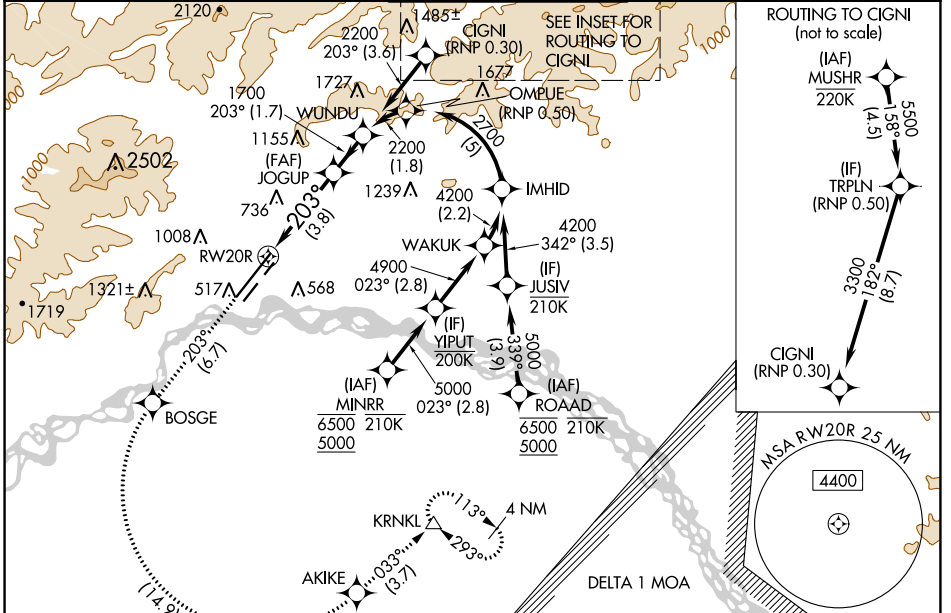 2120
1485±
2200
203° (3.6)
CIGNI
(RNP 0.30)
SEE INSET FOR
ROUTING TO
CIGNI
1000
1000
1000
1727
1677
1700
203° (1.7)
WUNDU
OMPUE
(RNP 0.50)
1155
2200
(1.8)
2700
(5)
(FAF)
JOGUP
2502
1239
736
203°
(3.8)
4200
(2.2)
IMHID
1008
RW20R
WAKUK
4200
342° (3.5)
4900
023° (2.8)
(IF)
JUSIV
210K
1321±
517
568
1719
(IF)
YIPUT
200K
5000
339°
(3.9)
203°
(6.7)
5000
023° (2.8)
(IAF)
MINRR
6500 210K
5000
(IAF)
ROAAD
6500 210K
5000
BOSGE
KRNKL
113°
4 NM
293°
033°
(3.7)
AKIKE
(14.9)
DELTA 1 MOA
ROUTING TO CIGNI
(not to scale)
(IAF)
MUSHR
220K
5500
158°
(4.5)
(IF)
TRPLN
(RNP 0.50)
3300
182°
(8.7)
CIGNI
(RNP 0.30)
MSA RW20R 25 NM
4400